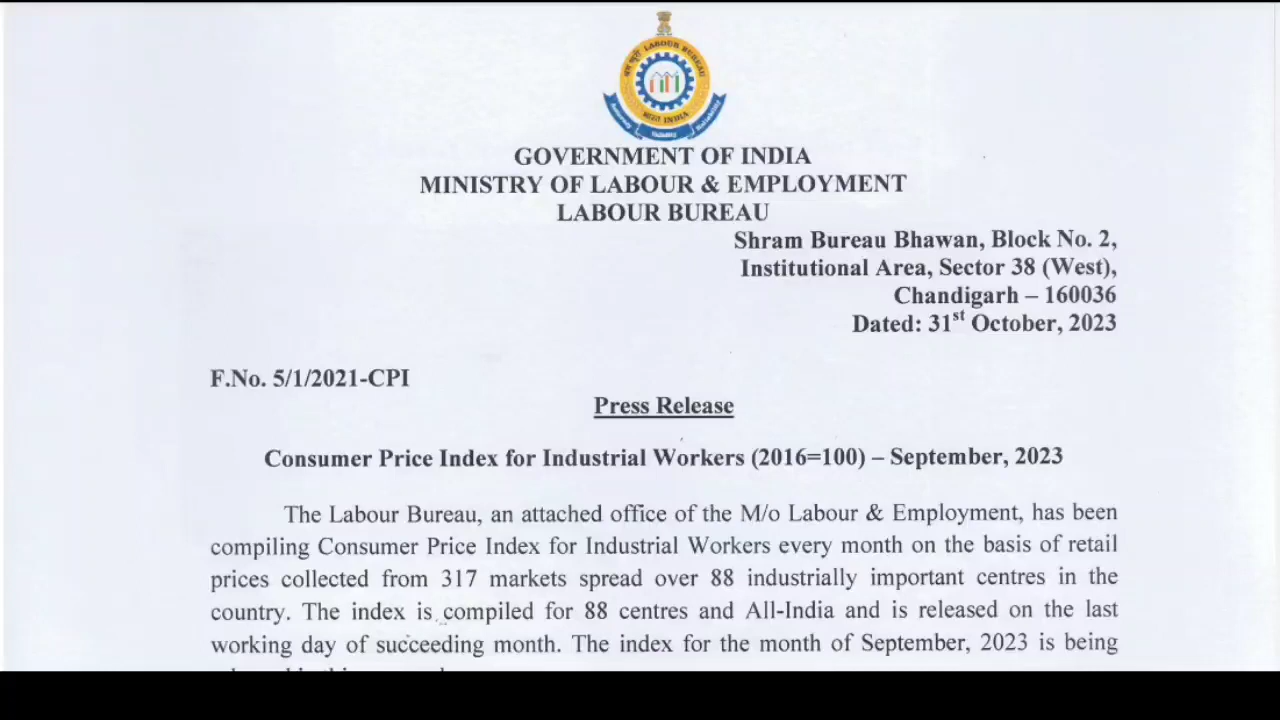 LABOUR BUREAU
INDIA
GOVERNMENT OF INDIA
MINISTRY OF LABOUR & EMPLOYMENT
LABOUR BUREAU
Shram Bureau Bhawan, Block No. 2,
Institutional Area, Sector 38 (West),
Chandigarh – 160036
Dated: 31st October, 2023
F.No. 5/1/2021-CPI
Press Release
Consumer Price Index for Industrial Workers (2016=100) – September, 2023
The Labour Bureau, an attached office of the M/o Labour & Employment, has been
compiling Consumer Price Index for Industrial Workers every month on the basis of retail
prices collected from 317 markets spread over 88 industrially important centres in the
country. The index is compiled for 88 centres and All-India and is released on the last
working day of succeeding month. The index for the month of September, 2023 is being